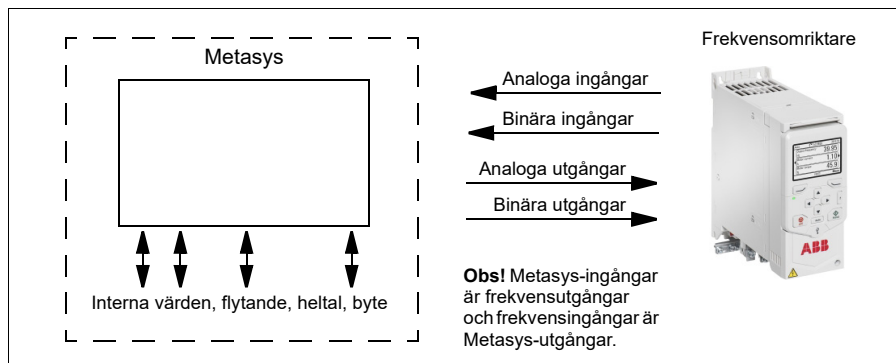 Metasys
Frekvensomriktare
Analoga ingångar
Binära ingångar
Analoga utgångar
Binära utgångar
Interna värden, flytande, heltal, byte
Obs! Metasys-ingångar
är frekvensutgångar
och frekvensingångar är
Metasys-utgångar.
ABB